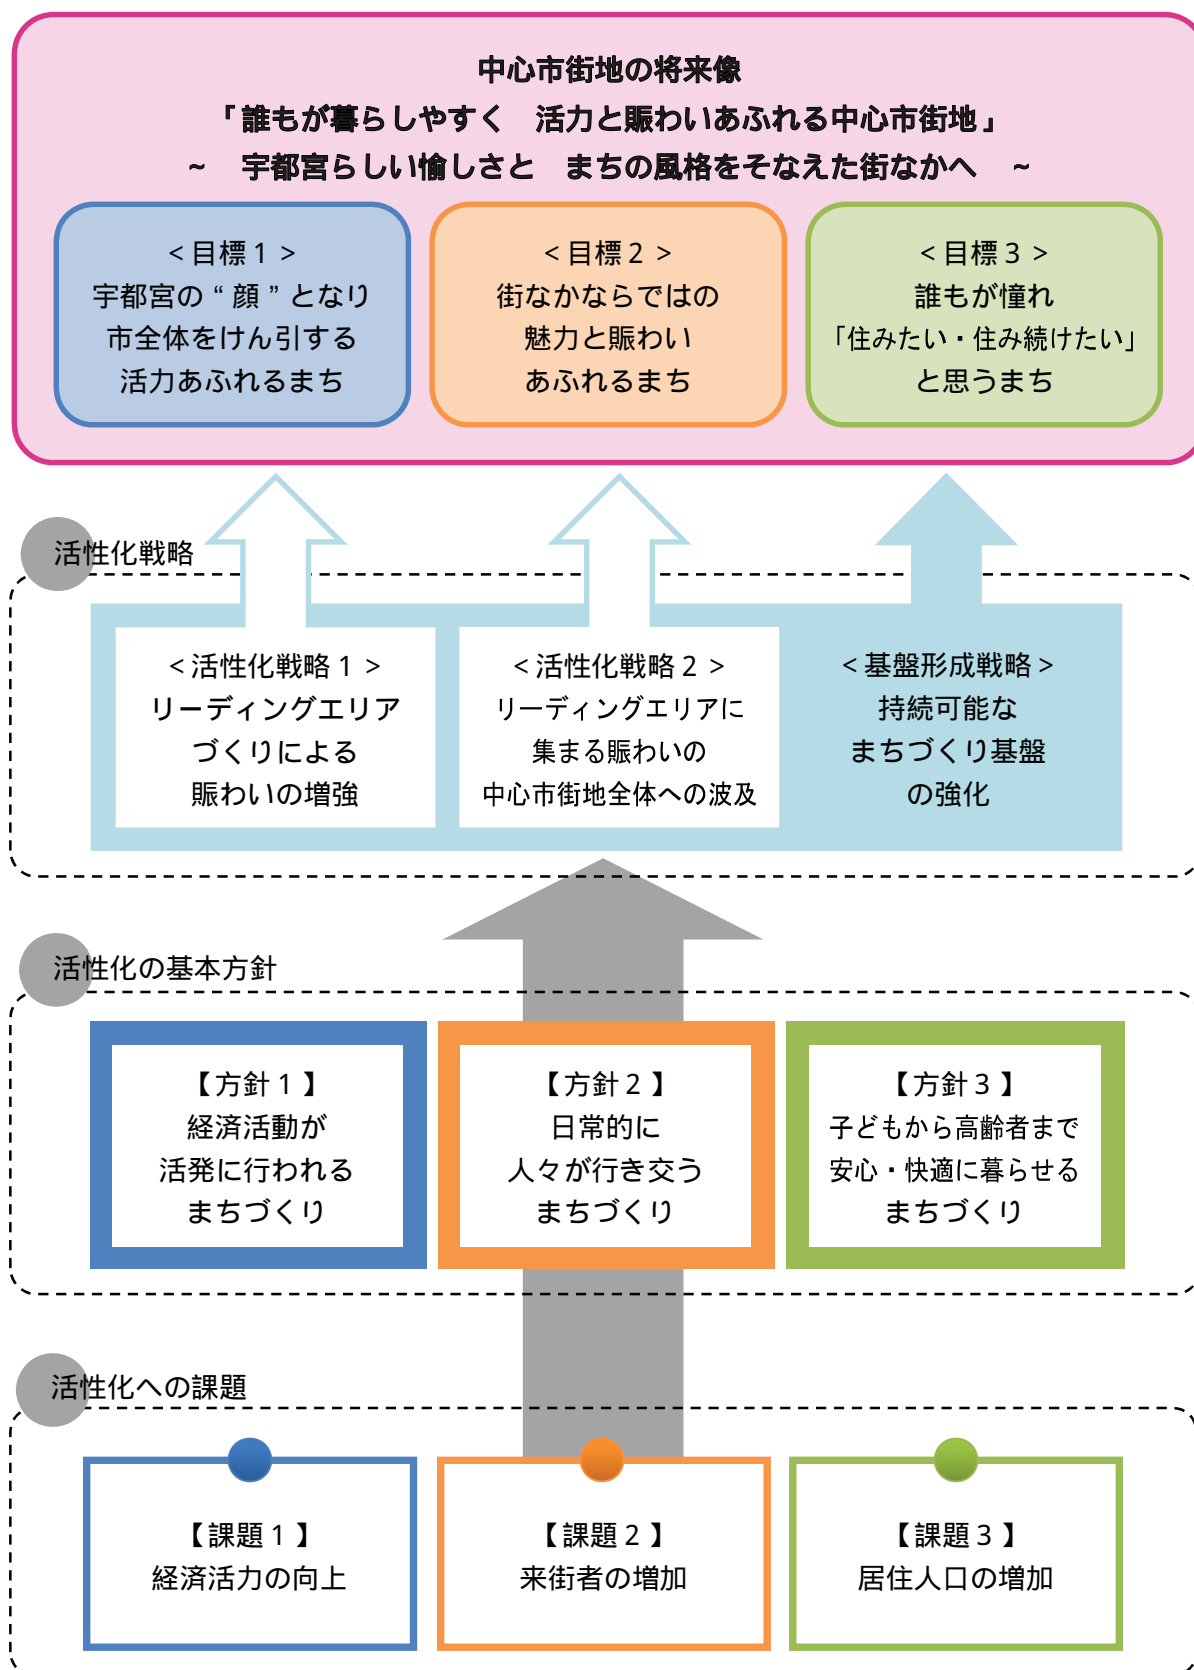 中心市街地の将来像
「誰もが暮らしやすく　活力と賑わいあふれる中心市街地」
~　宇都宮らしい愉しさと　まちの風格をそなえた街なかへ　~
＜目標１＞
宇都宮の“顔”となり
市全体をけん引する
活力あふれるまち
＜目標２＞
街なかならではの
魅力と賑わい
あふれるまち
＜目標３＞
誰もが憧れ
「住みたい・住み続けたい」
と思うまち
活性化戦略
＜活性化戦略１＞
リーディングエリア
づくりによる
賑わいの増強
＜活性化戦略２＞
リーディングエリアに
集まる賑わいの
中心市街地全体への波及
＜基盤形成戦略＞
持続可能な
まちづくり基盤
の強化
活性化の基本方針
【方針１】
経済活動が
活発に行われる
まちづくり
【方針２】
日常的に
人々が行き交う
まちづくり
【方針３】
子どもから高齢者まで
安心・快適に暮らせる
まちづくり
活性化への課題
【課題１】
経済活力の向上
【課題２】
来街者の増加
【課題３】
居住人口の増加